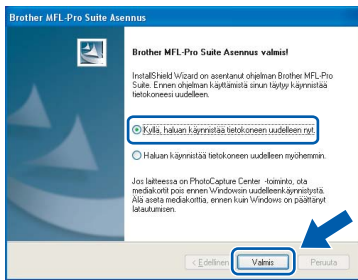 Brother MFL-Pro Suite Asennus
Brother MFL-Pro Suite Asennus valmis!
InstallShield Wizard on asentanut ohjelman Brother MFL-Pro
Suite. Ennen ohjelman käyttämistä sinun täytyy käynnistää
tietokoneesi uudelleen.
Kyllä, haluan käynnistää tietokoneen uudelleen nyt.
Haluan käynnistää tietokoneen uudelleen myöhemmin.
Jos laitteessa on PhotoCapture Center -toiminto, ota
mediakortit pois ennen Windowsin uudelleenkäynnistystä.
Älä aseta mediakorttia, ennen kuin Windows on päättänyt
latautumisen.
< Edellinen Valmis Peruuta